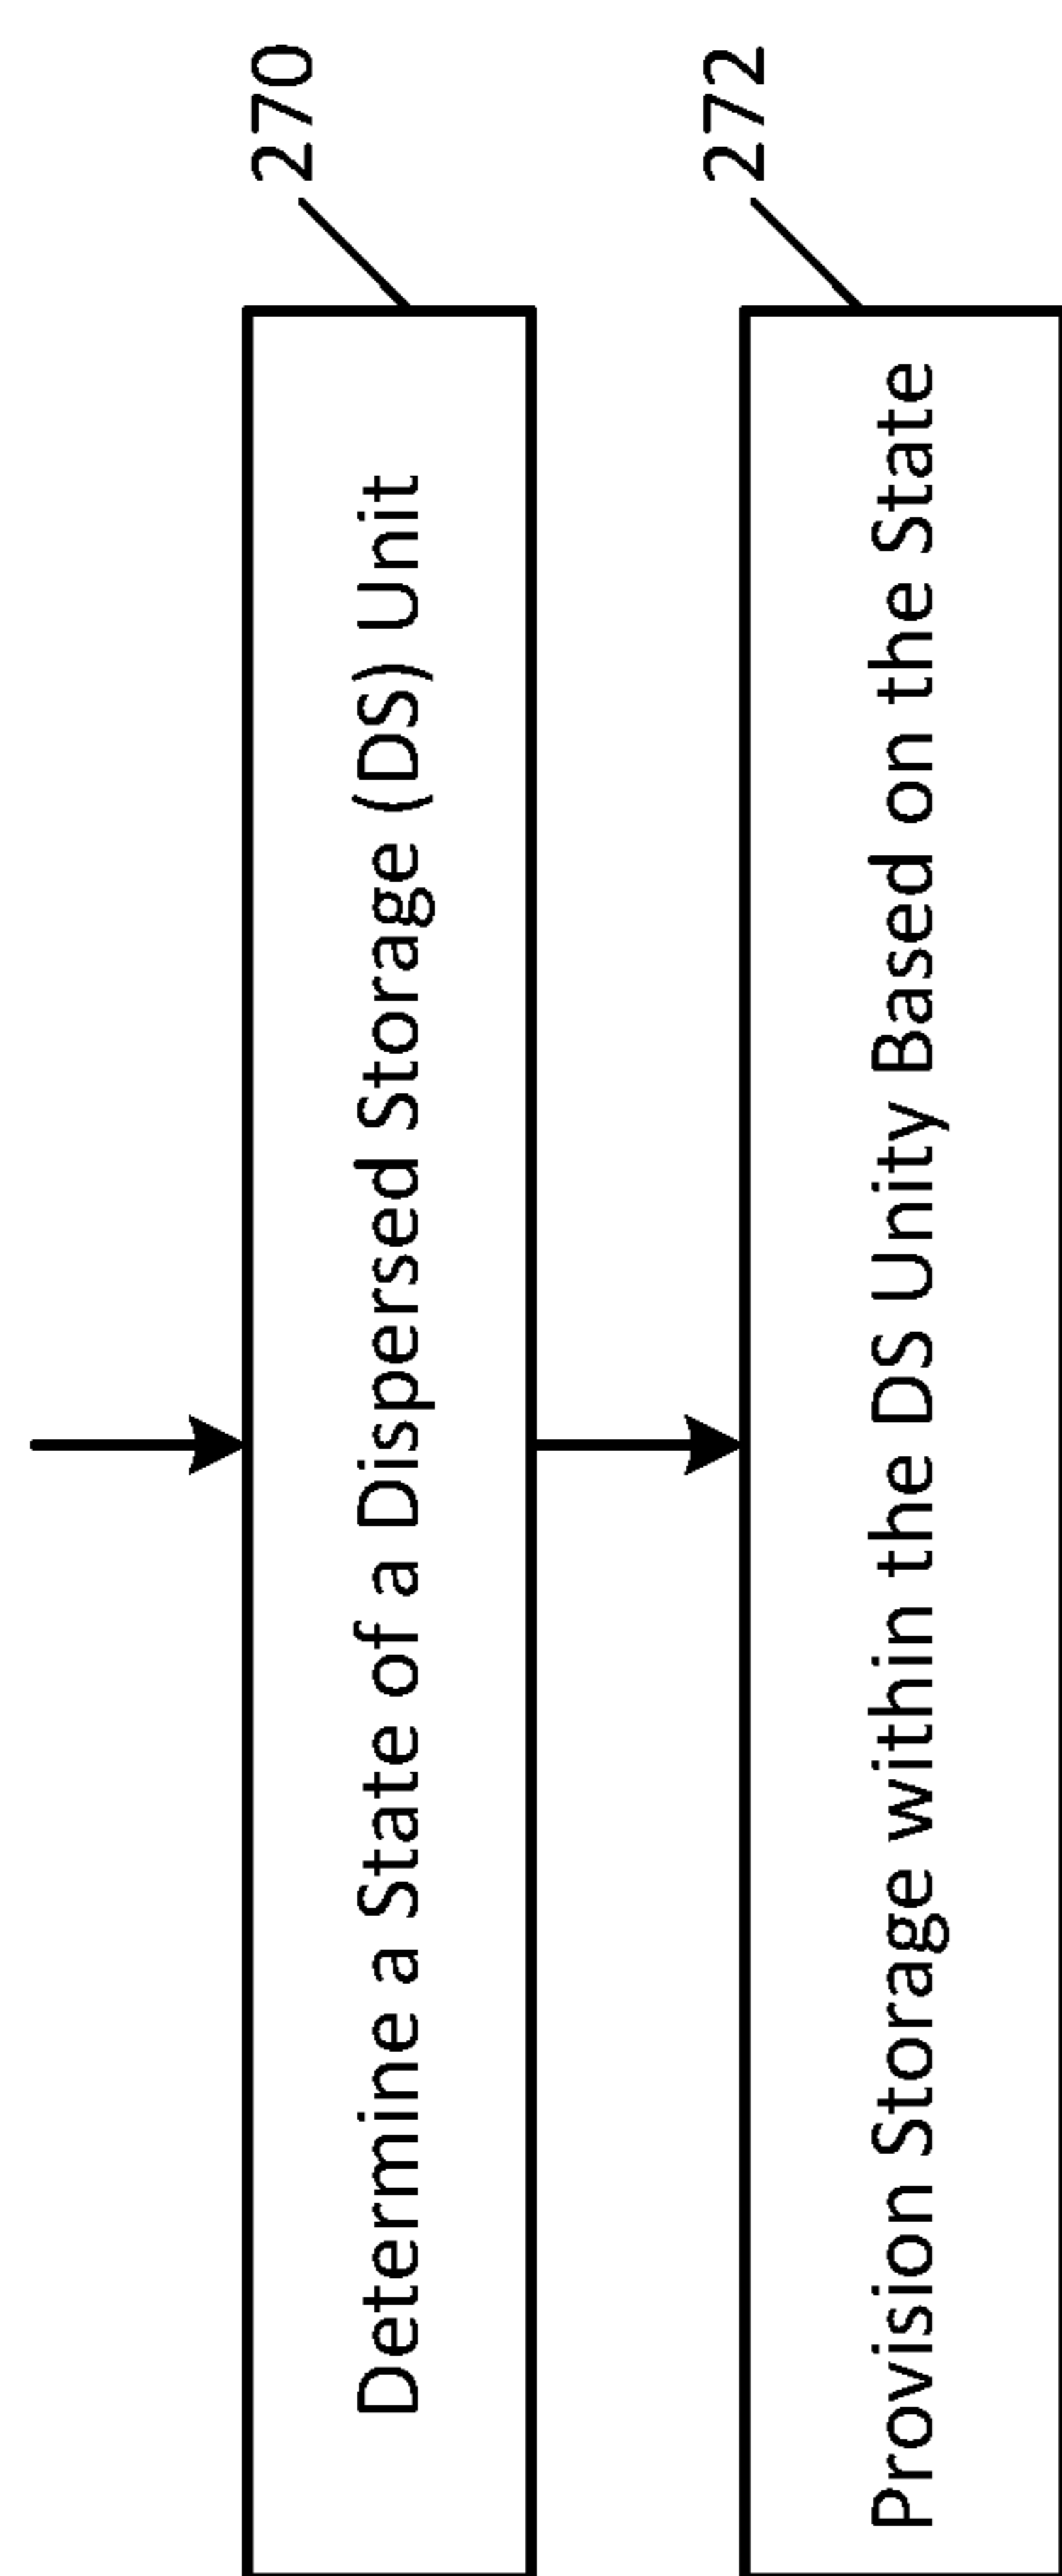 270
Determine a State of a Dispersed Storage (DS) Unit
272
Provision Storage within the DS Unity Based on the State